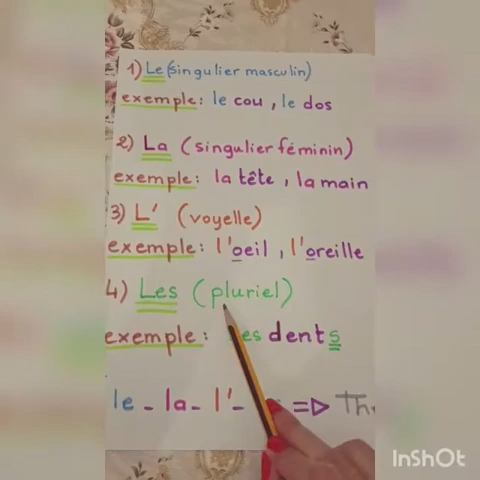 1) Le (singulier masculin)
exemple: le cou, le dos
2) La (singulier féminin)
exemple: la tête, la main
3) L' (voyelle)
exemple: l'oeil, l'oreille
4) Les (pluriel)
exemple: dents
le - la - l' - =>
InShOt